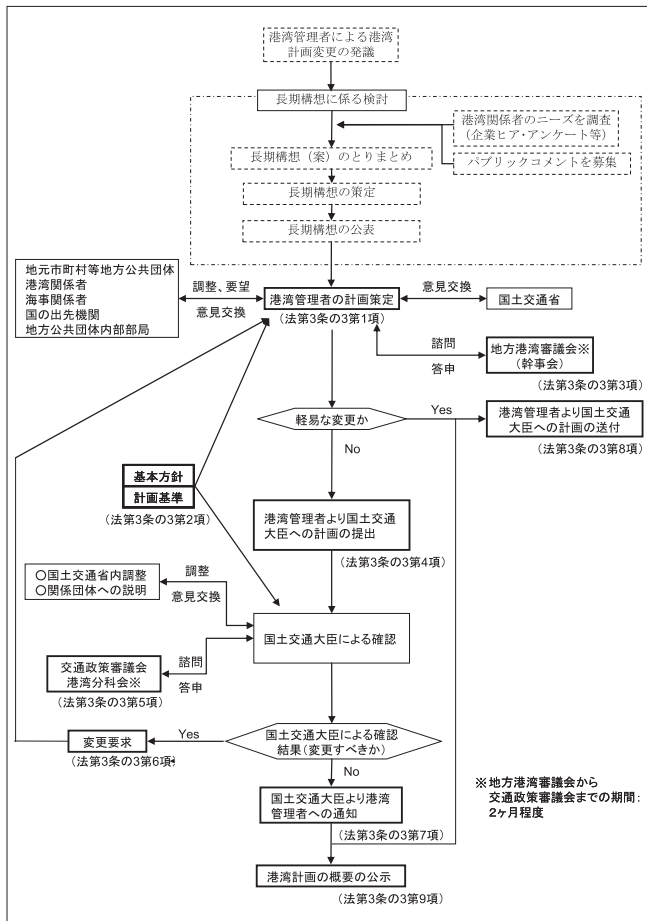 港湾管理者による港湾
計画変更の発議
長期構想に係る検討
港湾関係者のニーズを調査
(企業ヒア・アンケート等)
長期構想（案）のとりまとめ
パブリックコメントを募集
長期構想の策定
長期構想の公表
地元市町村等地方公共団体
港湾関係者
海事関係者
国の出先機関
地方公共団体内部部局
調整、要望
意見交換
港湾管理者の計画策定
(法第3条の3第1項)
意見交換
国土交通省
諮問
答申
地方港湾審議会※
(幹事会)
(法第3条の3第3項)
軽易な変更か
Yes
港湾管理者より国土交通
大臣への計画の送付
(法第3条の3第8項)
No
基本方針
計画基準
(法第3条の3第2項)
港湾管理者より国土交通
大臣への計画の提出
(法第3条の3第4項)
○国土交通省内調整
○関係団体への説明
調整
意見交換
国土交通大臣による確認
諮問
答申
交通政策審議会
港湾分科会※
(法第3条の3第5項)
国土交通大臣による確認
結果(変更すべきか)
Yes
変更要求
(法第3条の3第6項)
No
国土交通大臣より港湾
管理者への通知
(法第3条の3第7項)
※地方港湾審議会から
交通政策審議会までの期間：
2ヶ月程度
港湾計画の概要の公示
(法第3条の3第9項)